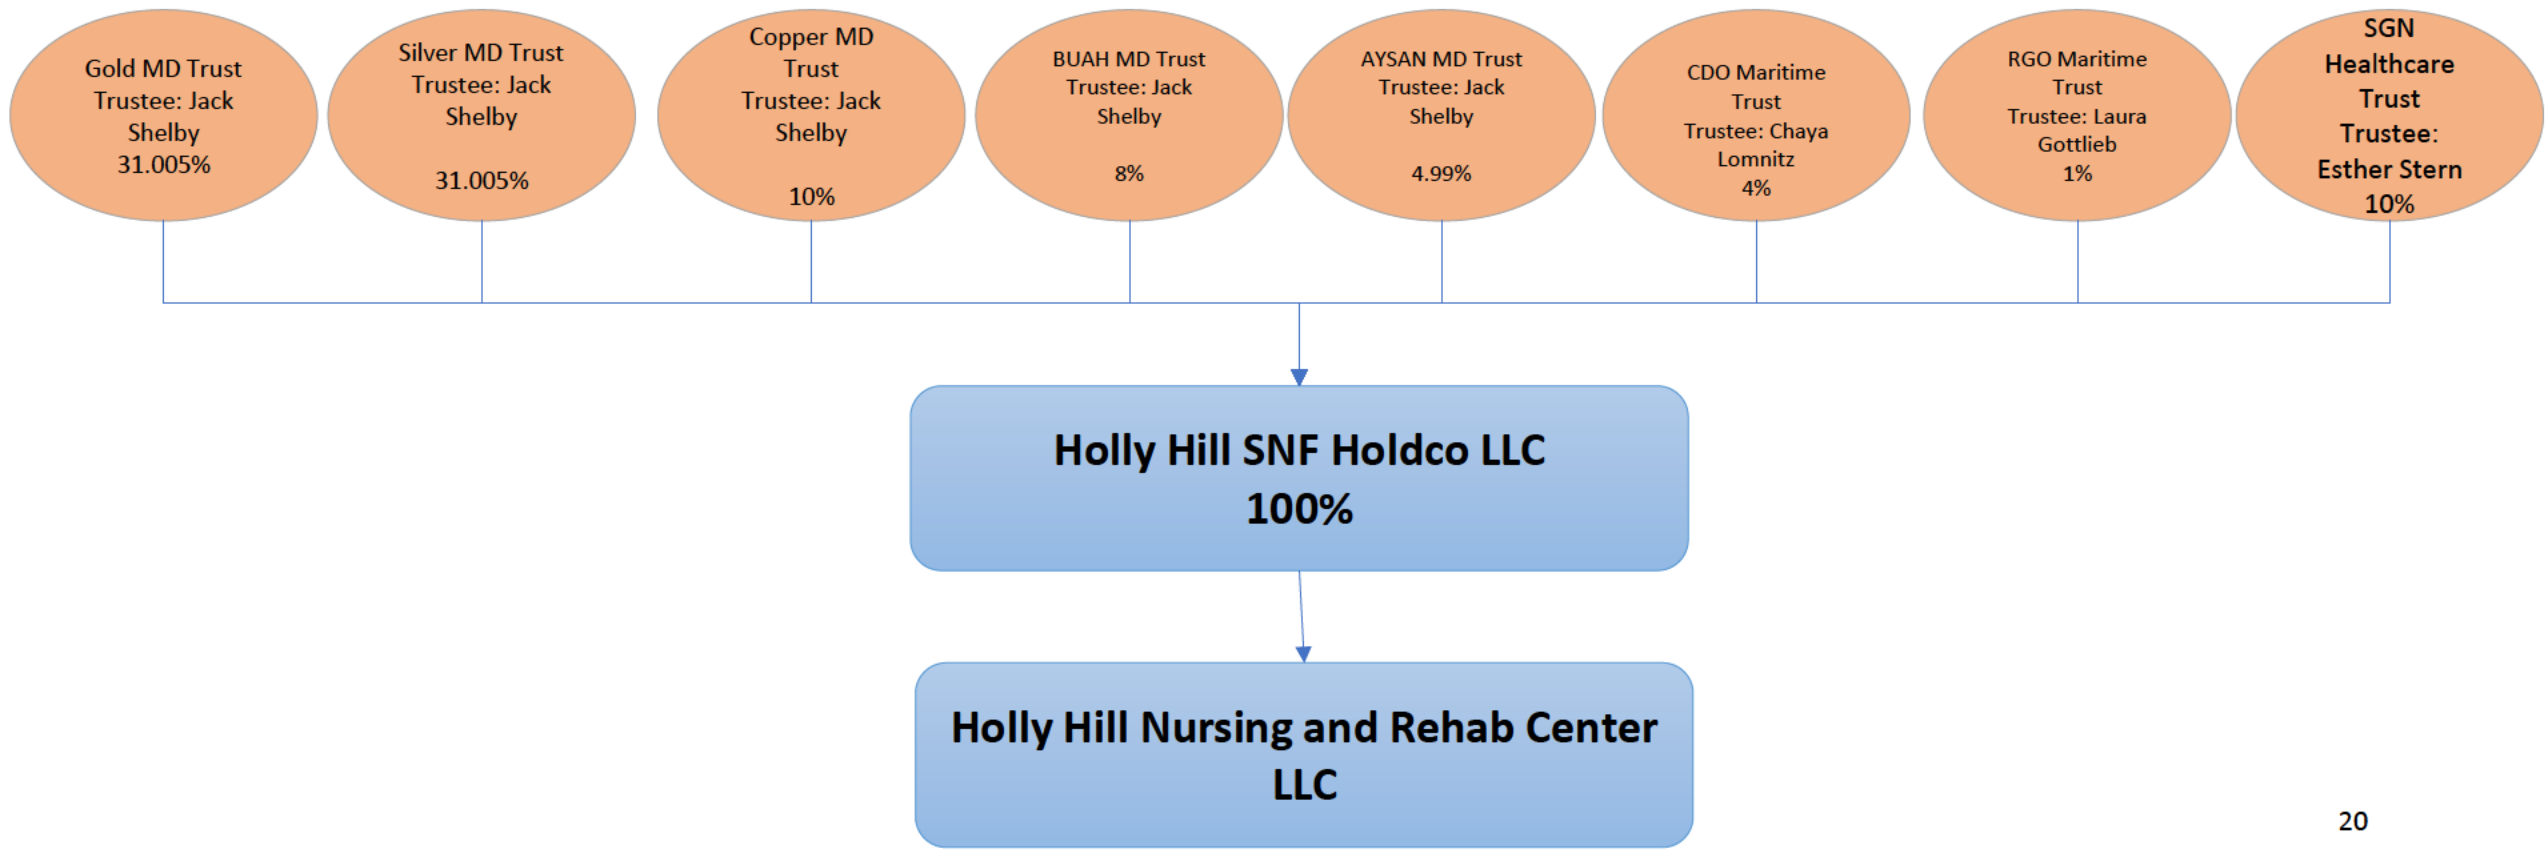 Gold MD Trust
Trustee: Jack
Shelby
31.005%
Silver MD Trust
Trustee: Jack
Shelby
31.005%
Copper MD
Trust
Trustee: Jack
Shelby
10%
BUAH MD Trust
Trustee: Jack
Shelby
8%
AYSAN MD Trust
Trustee: Jack
Shelby
4.99%
CDO Maritime
Trust
Trustee: Chaya
Lomnitz
4%
RGO Maritime
Trust
Trustee: Laura
Gottlieb
1%
SGN
Healthcare
Trust
Trustee:
Esther Stern
10%
Holly Hill SNF Holdco LLC
100%
Holly Hill Nursing and Rehab Center
LLC
20